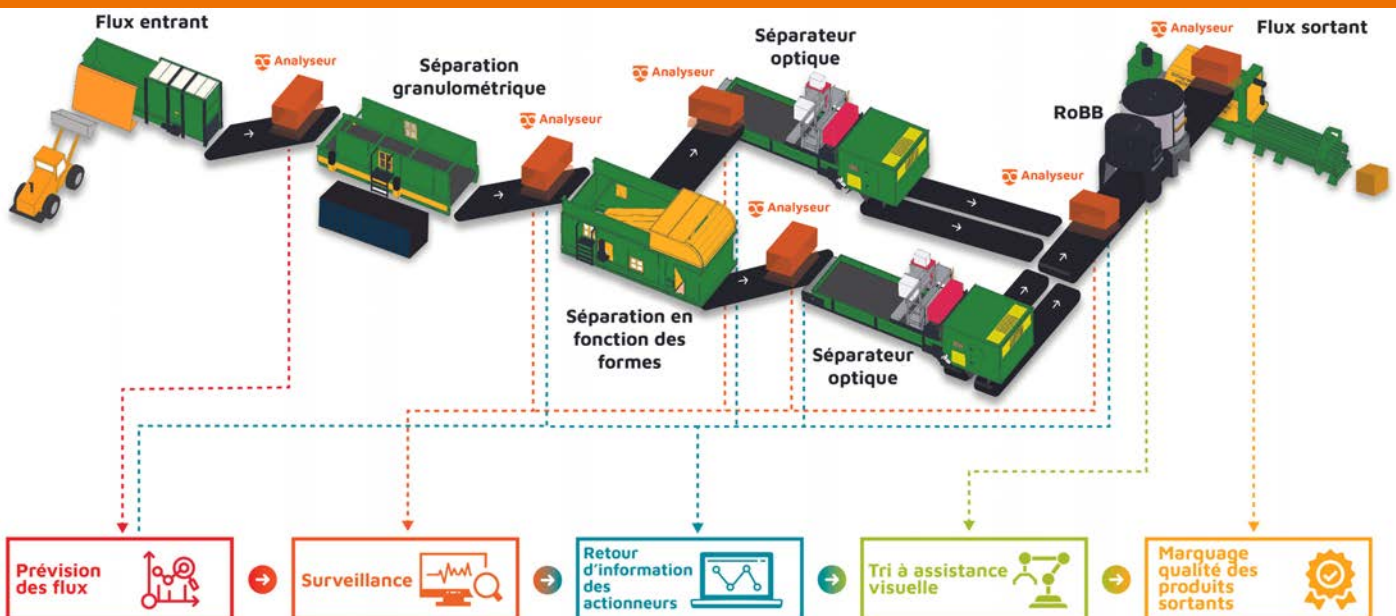 Flux entrant
Analyseur
Séparation
granulométrique
Analyseur
Analyseur
Séparateur
optique
Analyseur
Flux sortant
RoBB
Analyseur
Analyseur
Séparation en
fonction des
formes
Séparateur
optique
1
Prévision
des flux
Surveillance
Retour
d'information
des
actionneurs
Tri à assistance
visuelle
Marquage
qualité des
produits
sortants